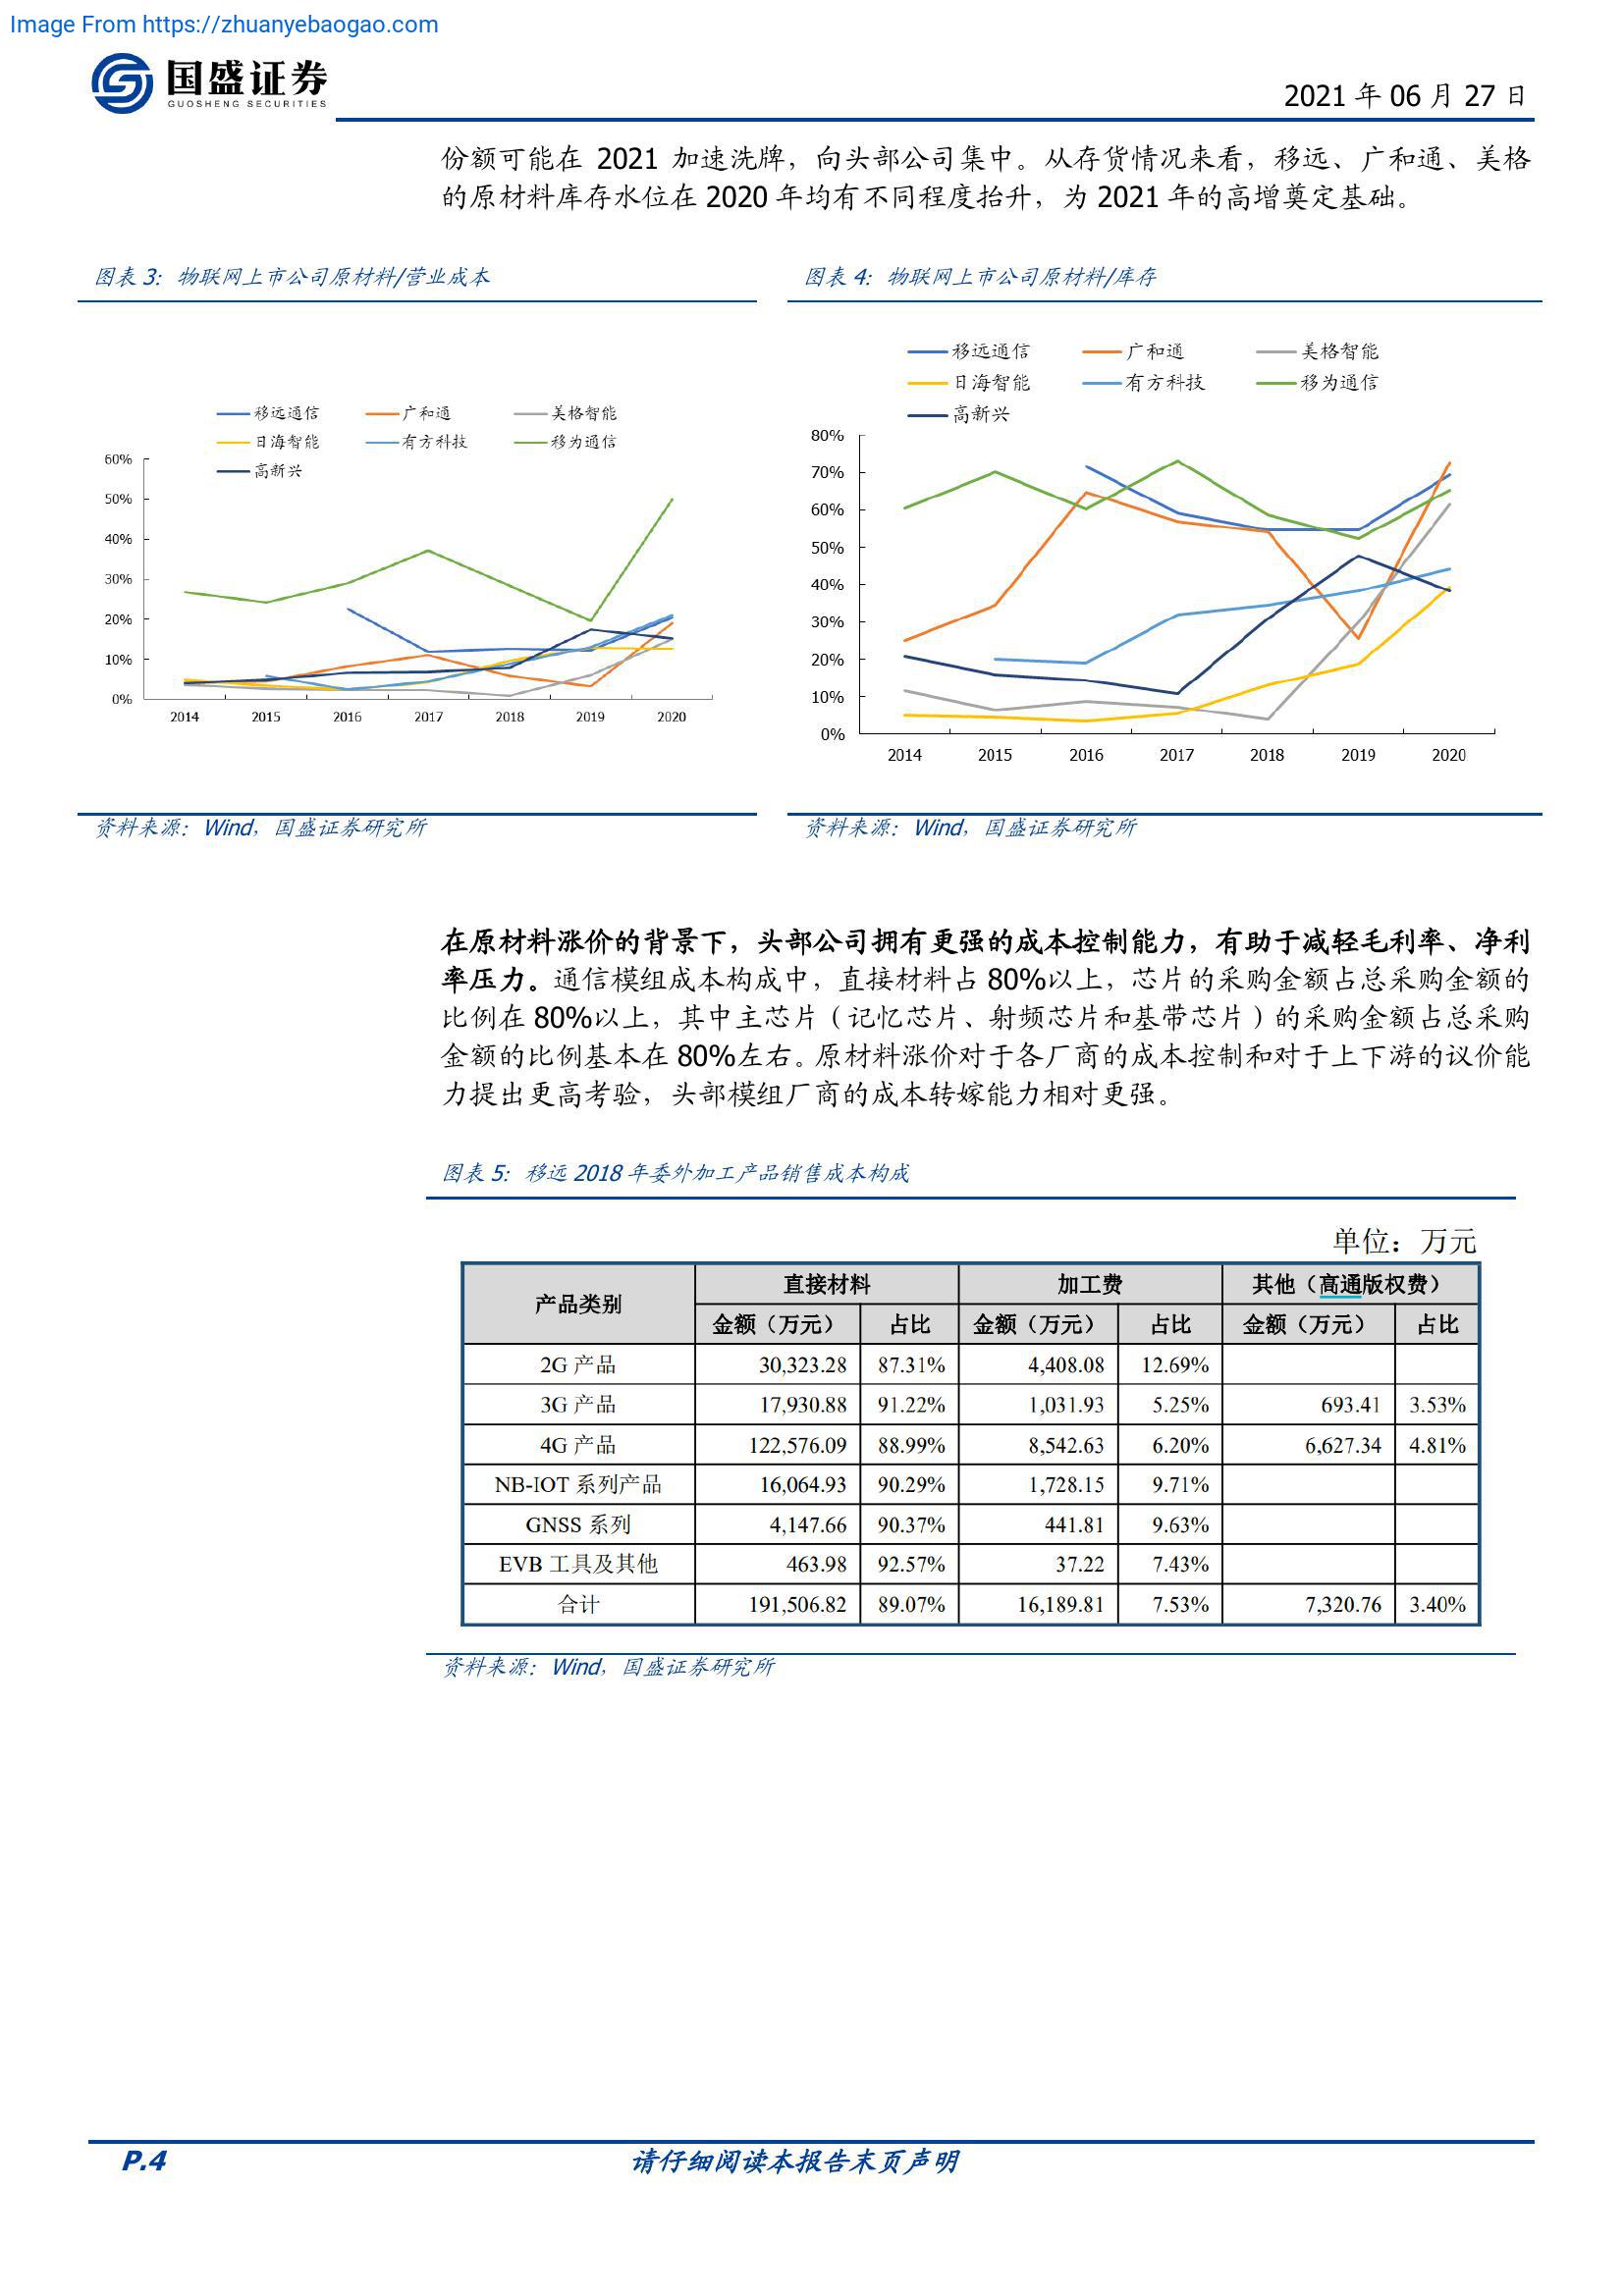 Image From https://zhuanyebaogao.com
国盛证券
GUOSHENG SECURITIES
2021 年 06 月 27 日
份额可能在 2021 加速洗牌，向头部公司集中。从存货情况来看，移远、广和通、美格
的原材料库存水位在 2020 年均有不同程度抬升，为 2021 年的高增奠定基础。
图表 3：物联网上市公司原材料/营业成本
移远通信 广和通 美格智能
日海智能 有方科技 移为通信
高新兴
60%
50%
40%
30%
20%
10%
0%
2014 2015 2016 2017 2018 2019 2020
资料来源：Wind，国盛证券研究所
图表 4：物联网上市公司原材料/库存
移远通信 广和通 美格智能
日海智能 有方科技 移为通信
高新兴
80%
70%
60%
50%
40%
30%
20%
10%
0%
2014 2015 2016 2017 2018 2019 2020
资料来源：Wind，国盛证券研究所
在原材料涨价的背景下，头部公司拥有更强的成本控制能力，有助于减轻毛利率、净利
率压力。通信模组成本构成中，直接材料占 80%以上，芯片的采购金额占总采购金额的
比例在 80%以上，其中主芯片（记忆芯片、射频芯片和基带芯片）的采购金额占总采购
金额的比例基本在 80%左右。原材料涨价对于各厂商的成本控制和对于上下游的议价能
力提出更高考验，头部模组厂商的成本转嫁能力相对更强。
图表 5：移远 2018 年委外加工产品销售成本构成
单位：万元
产品类别 直接材料 加工费 其他（高通版权费）
金额（万元） 占比 金额（万元） 占比 金额（万元） 占比
2G 产品 30,323.28 87.31% 4,408.08 12.69%
3G 产品 17,930.88 91.22% 1,031.93 5.25% 693.41 3.53%
4G 产品 122,576.09 88.99% 8,542.63 6.20% 6,627.34 4.81%
NB-IOT 系列产品 16,064.93 90.29% 1,728.15 9.71%
GNSS 系列 4,147.66 90.37% 441.81 9.63%
EVB 工具及其他 463.98 92.57% 37.22 7.43%
合计 191,506.82 89.07% 16,189.81 7.53% 7,320.76 3.40%
资料来源：Wind，国盛证券研究所
P.4 请仔细阅读本报告末页声明